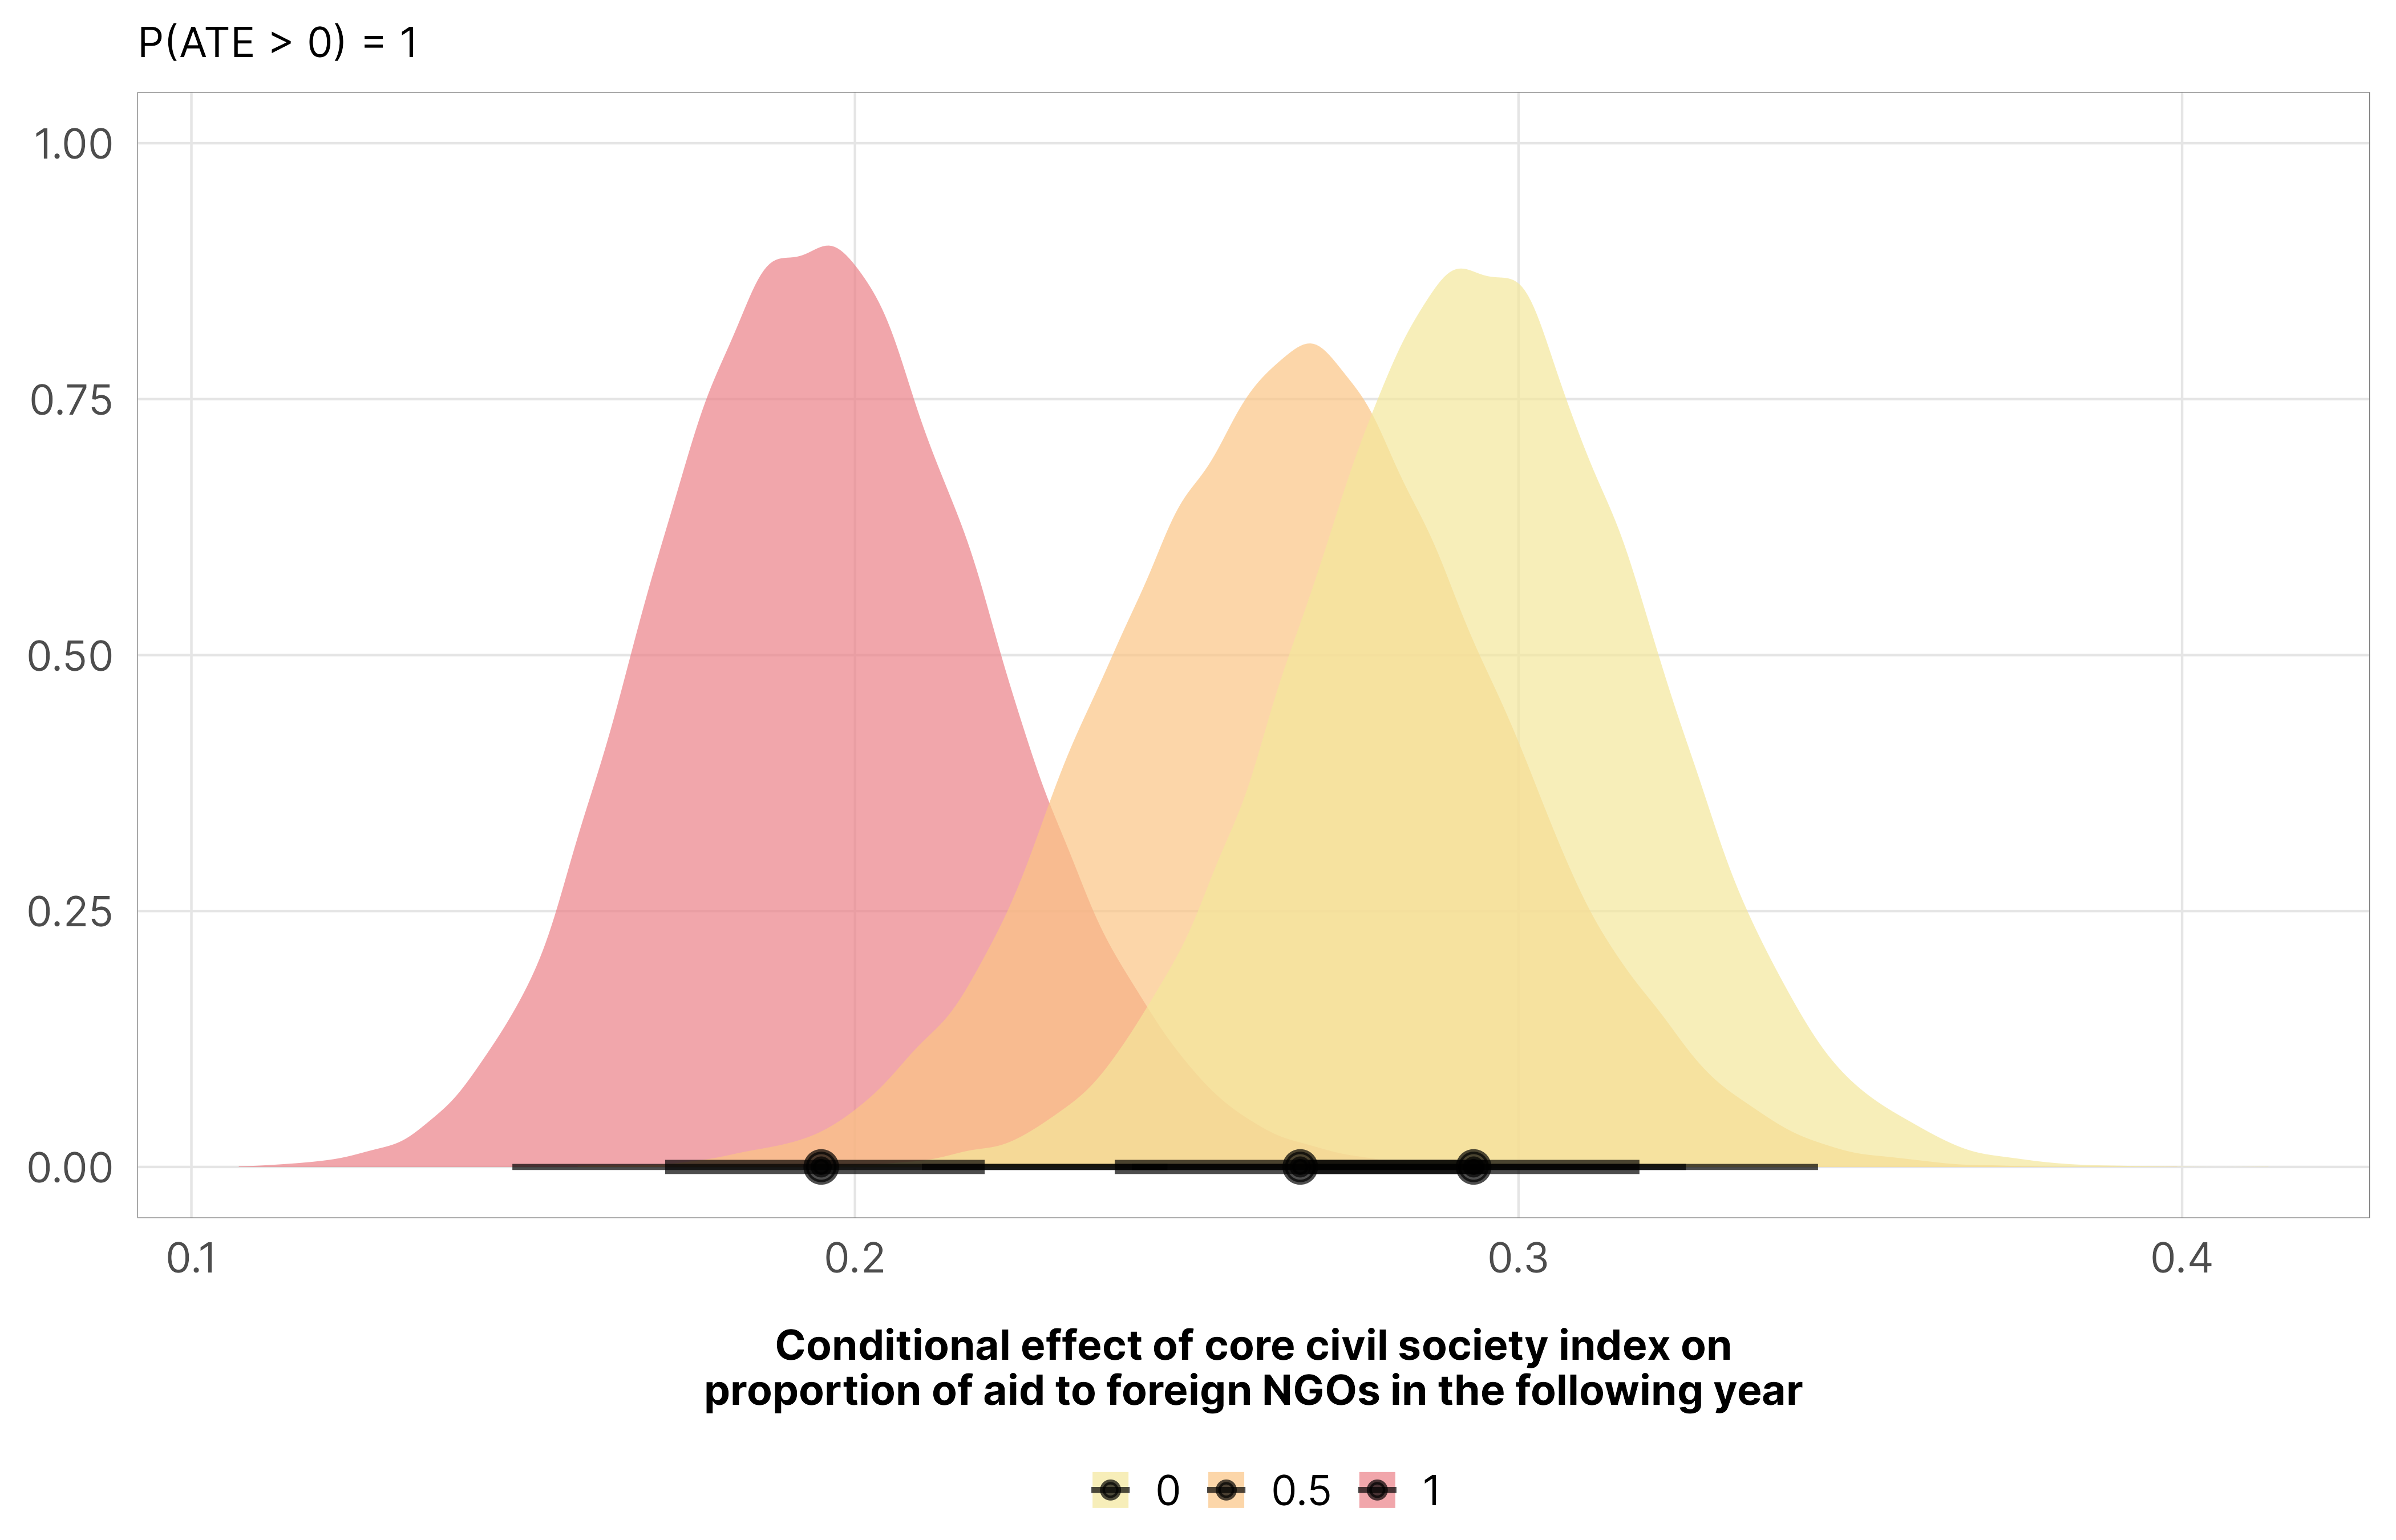 P(ATE > 0) = 1
1.00
0.75
0.50
0.25
0.00
0.1 0.2 0.3 0.4
Conditional effect of core civil society index on
proportion of aid to foreign NGOs in the following year
0 0.5 1